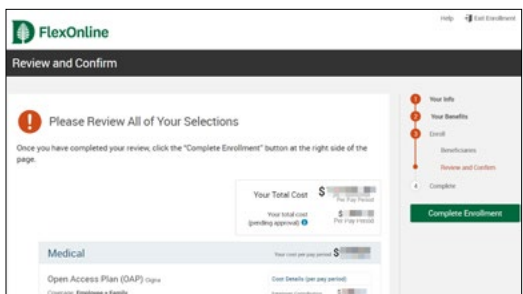 Help Exit Enrollment
FlexOnline
Review and Confirm
1 Your Info
2 Your Benefits
3 Enroll
Beneficiaries
Review and Confirm
4 Complete
Complete Enrollment
! Please Review All of Your Selections
Once you have completed your review, click the "Complete Enrollment" button at the right side of the
page.
Your Total Cost $
Per Pay Period
Your total cost $
(pending approval) Per Pay Period
Medical Your cost per pay period $
Open Access Plan (OAP) Cigna Cost Details (per pay period)
Coverage: Employee + Family